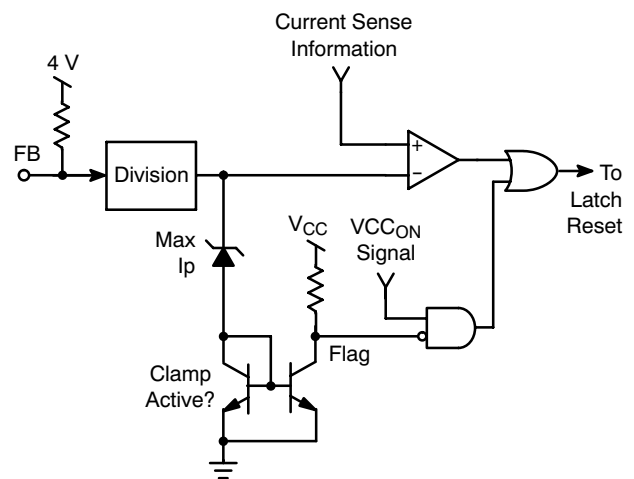 Current Sense
Information
4 V
FB
Division
+
−
To
Latch
Reset
Max
Ip
VCC
VCCON
Signal
Flag
Clamp
Active?